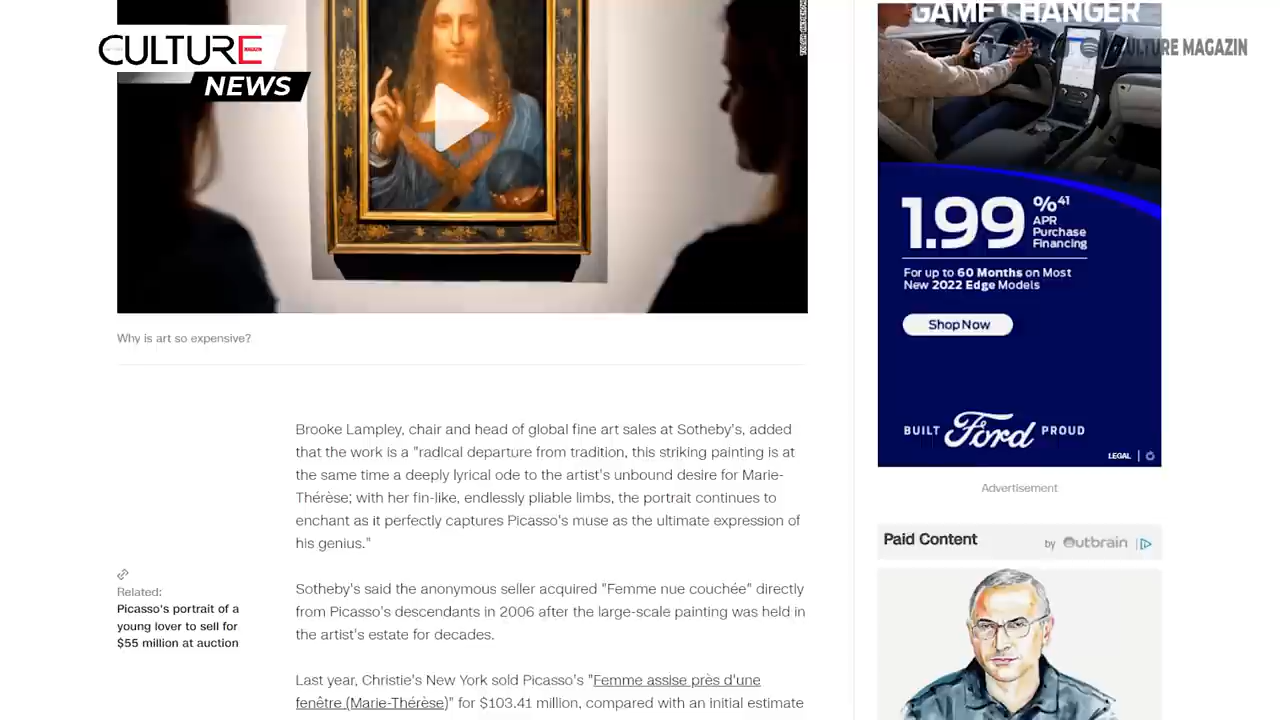 CULTURE
MAGAZIN
NEWS
Why is art so expensive?
Brooke Lampley, chair and head of global fine art sales at Sotheby's, added
that the work is a "radical departure from tradition, this striking painting is at
the same time a deeply lyrical ode to the artist's unbound desire for Marie-
Thérèse; with her fin-like, endlessly pliable limbs, the portrait continues to
enchant as it perfectly captures Picasso's muse as the ultimate expression of
his genius."
Related:
Picasso's portrait of a
young lover to sell for
$55 million at auction
Sotheby's said the anonymous seller acquired "Femme nue couchée" directly
from Picasso's descendants in 2006 after the large-scale painting was held in
the artist's estate for decades.
Last year, Christie's New York sold Picasso's "Femme assise près d'une
fenêtre (Marie-Thérèse)" for $103.41 million, compared with an initial estimate
GAME CHANGER
CULTURE MAGAZIN
1.99 %41
APR
Purchase
Financing
For up to 60 Months on Most
New 2022 Edge Models
Shop Now
BUILT Ford PROUD
LEGAL
Advertisement
Paid Content
by Outbrain